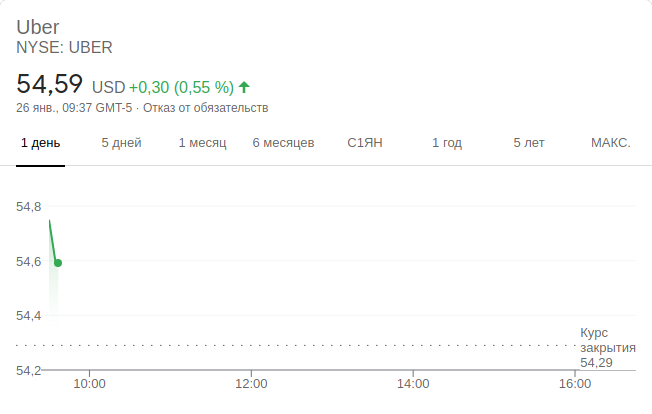 Uber
NYSE: UBER
54,59 USD +0,30 (0,55 %)
26 янв., 09:37 GMT-5 · Отказ от обязательств
1 день 5 дней 1 месяц 6 месяцев С1ЯН 1 год 5 лет МАКС.
54,8
54,6
54,4
Курс
закрытия
54,29
54,2
10:00 12:00 14:00 16:00